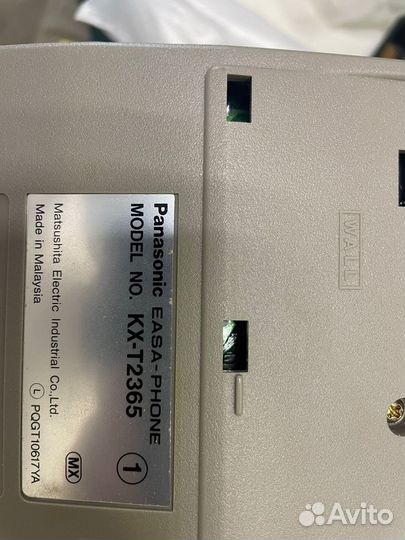 Panasonic EASA-PHONE
MODEL NO. KX-T2365 1
Matsushita Electric Industrial Co.,Ltd.
Made in Malaysia
L PQGT10617YA
MX
WALL
Avito